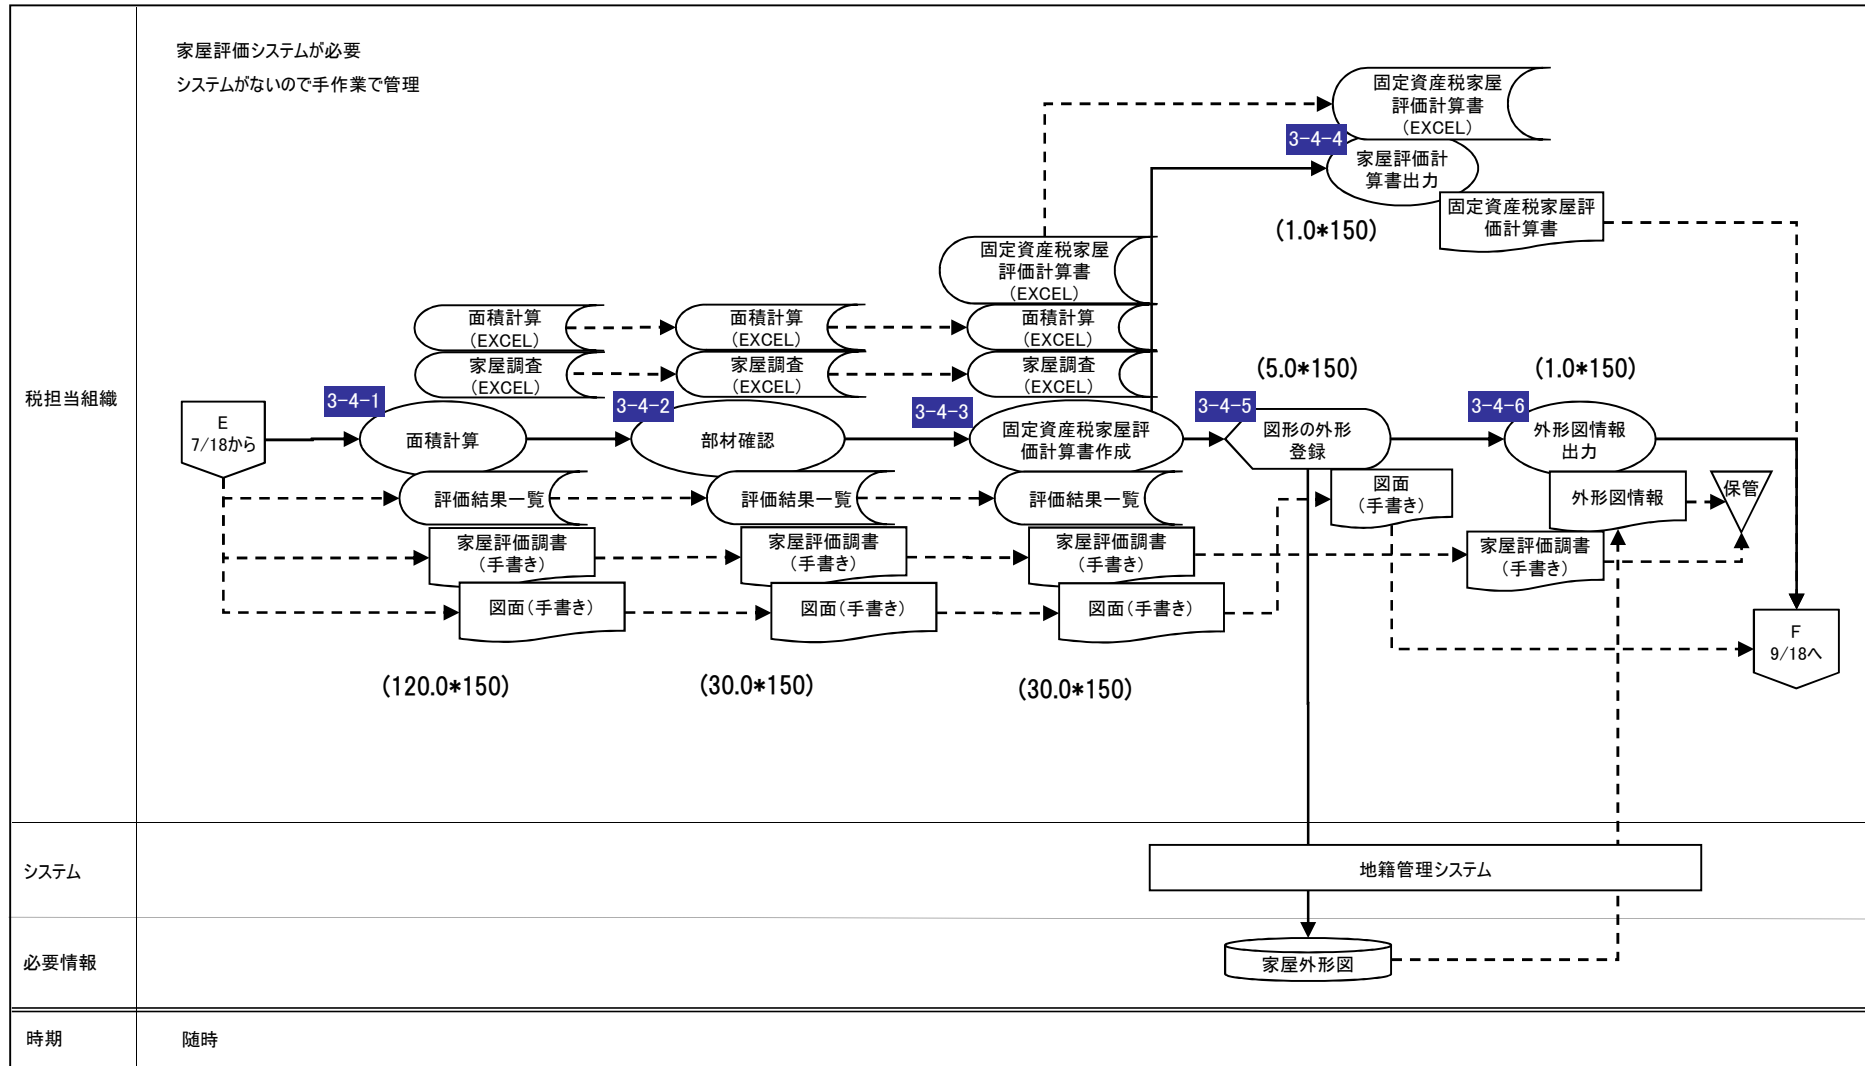 家屋評価システムが必要
システムがないので手作業で管理
固定資産税家屋
評価計算書
(EXCEL)
3-4-4
家屋評価計
算書出力
固定資産税家屋評
価計算書
(1.0*150)
固定資産税家屋
評価計算書
(EXCEL)
面積計算
(EXCEL)
面積計算
(EXCEL)
面積計算
(EXCEL)
家屋調査
(EXCEL)
家屋調査
(EXCEL)
家屋調査
(EXCEL)
(5.0*150)
(1.0*150)
税担当組織
E
7/18から
3-4-1
面積計算
3-4-2
部材確認
3-4-3
固定資産税家屋評
価計算書作成
3-4-5
図形の外形
登録
3-4-6
外形図情報
出力
評価結果一覧
評価結果一覧
評価結果一覧
図面
(手書き)
外形図情報
保管
家屋評価調書
(手書き)
家屋評価調書
(手書き)
家屋評価調書
(手書き)
家屋評価調書
(手書き)
図面(手書き)
図面(手書き)
図面(手書き)
F
9/18へ
(120.0*150)
(30.0*150)
(30.0*150)
システム
地籍管理システム
必要情報
家屋外形図
時期
随時